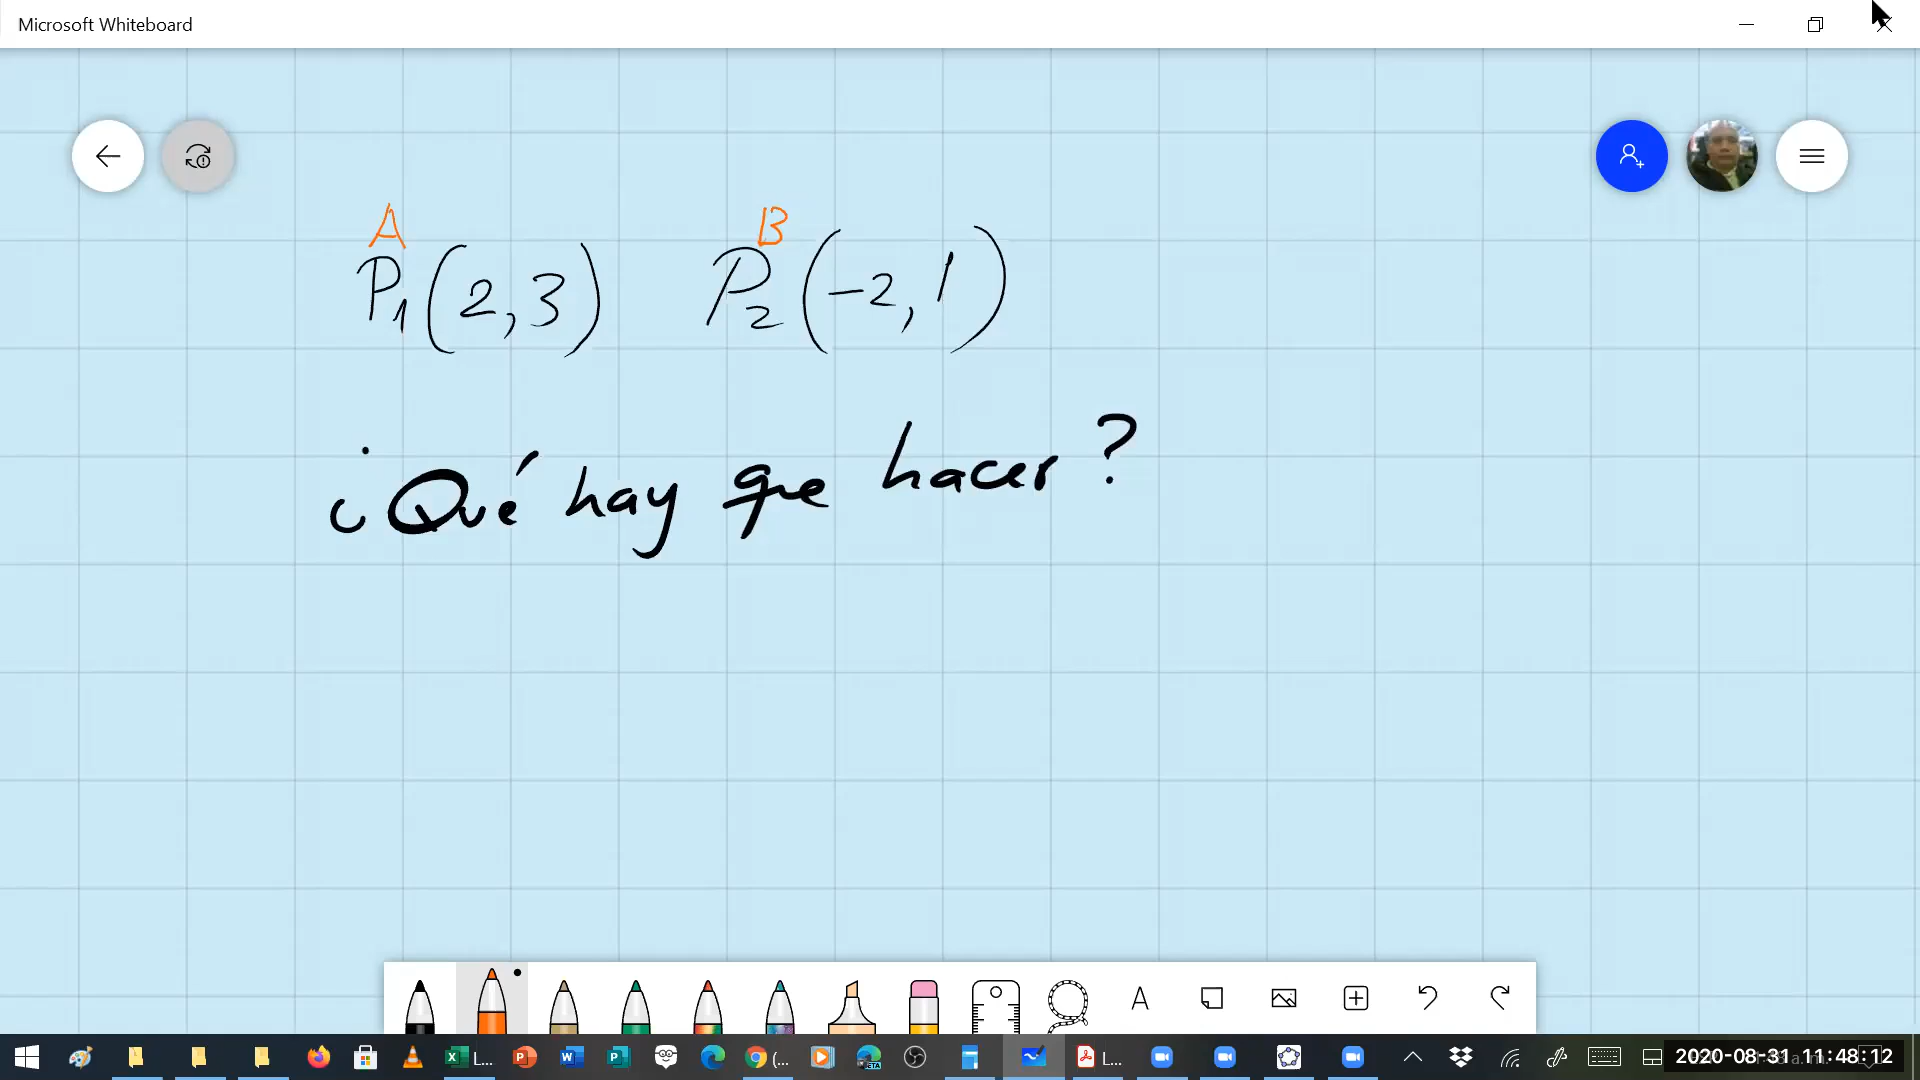 Microsoft Whiteboard
A B
P₁(2,3) P₂(-2,1)
¿Qué hay que hacer?
A
L... (... L... 2020-08-31 11:48:12